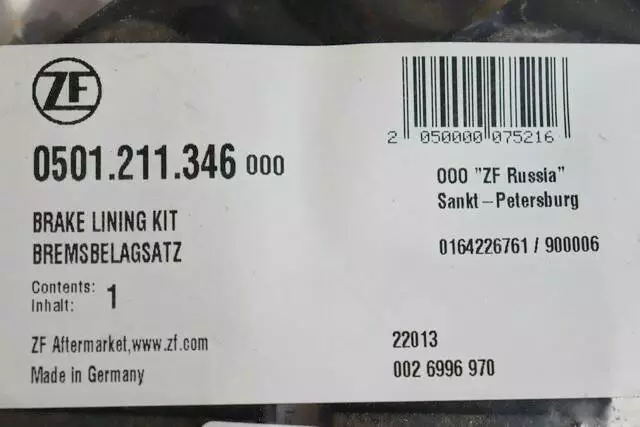 ZF
0501.211.346 000
BRAKE LINING KIT
BREMSBELAGSATZ
Contents: 1
Inhalt:
ZF Aftermarket,www.zf.com
Made in Germany
2 050000 075216
OOO "ZF Russia"
Sankt-Petersburg
0164226761 / 900006
22013
002 6996 970